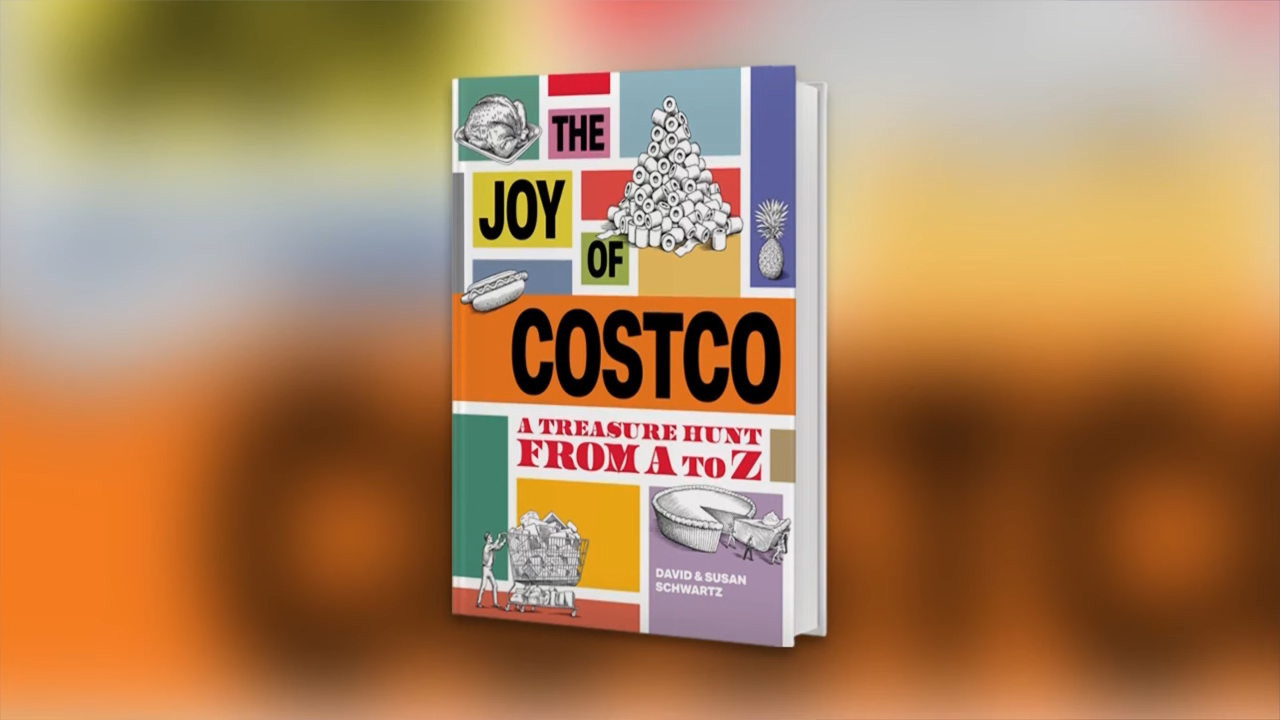 THE
JOY
OF
COSTCO
A TREASURE HUNT
FROM A TO Z
DAVID & SUSAN
SCHWARTZ